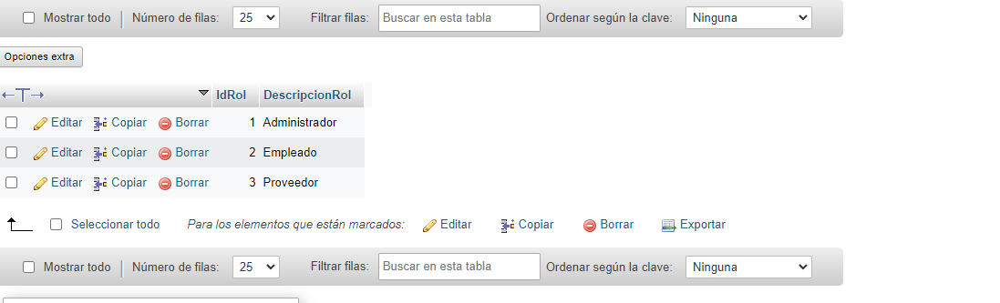 Mostrar todo Número de filas: 25 Filtrar filas: Buscar en esta tabla Ordenar según la clave: Ninguna
Opciones extra
IdRol DescripcionRol
Editar Copiar Borrar 1 Administrador
Editar Copiar Borrar 2 Empleado
Editar Copiar Borrar 3 Proveedor
Seleccionar todo Para los elementos que están marcados: Editar Copiar Borrar Exportar
Mostrar todo Número de filas: 25 Filtrar filas: Buscar en esta tabla Ordenar según la clave: Ninguna